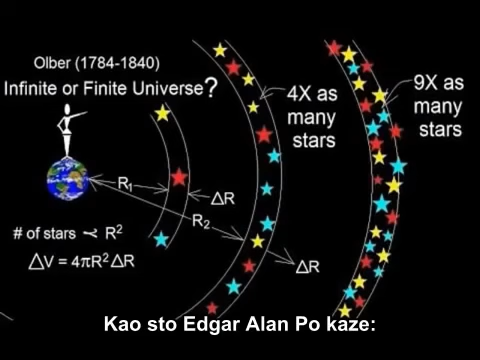 Olber (1784-1840)
Infinite or Finite Universe?
4X as
many
stars
9X as
many
stars
R₁
ΔR
R₂
# of stars ≺ R²
ΔV = 4πR²ΔR
ΔR
Kao sto Edgar Alan Po kaze: